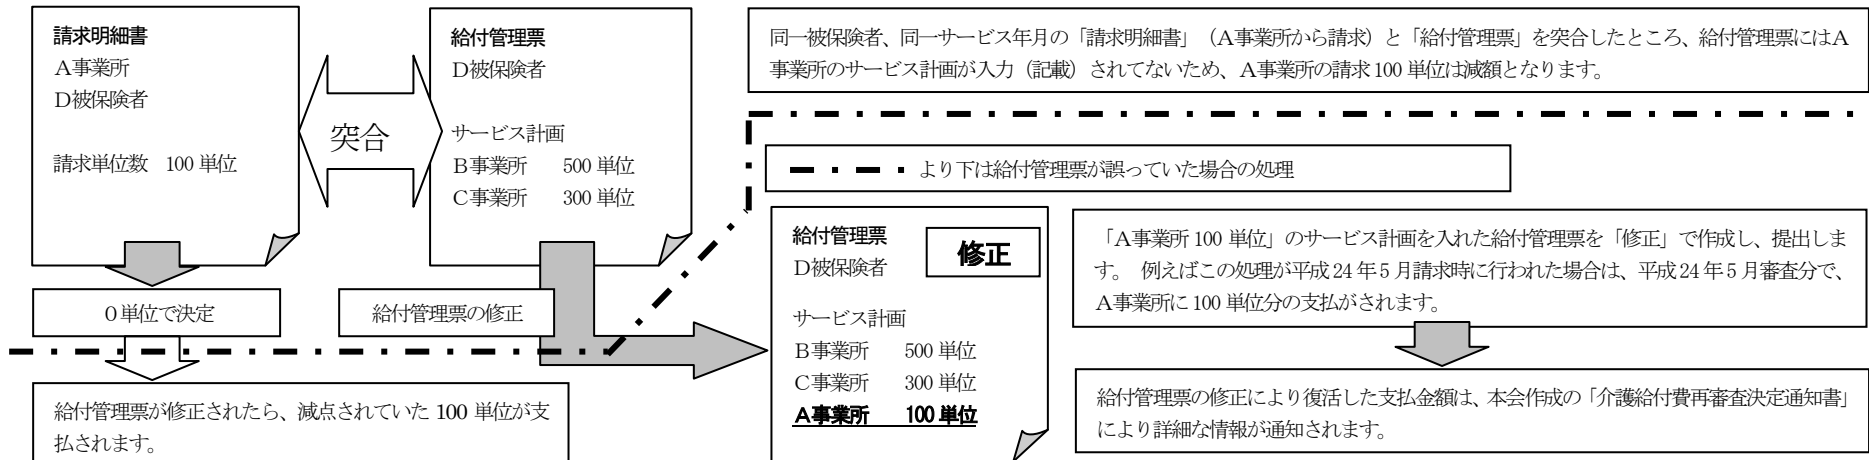 請求明細書
A事業所
D被保険者
請求単位数 100 単位
突合
給付管理票
D被保険者
サービス計画
B事業所 500 単位
C事業所 300 単位
同一被保険者、同一サービス年月の「請求明細書」（A事業所から請求）と「給付管理票」を突合したところ、給付管理票にはA
事業所のサービス計画が入力（記載）されてないため、A事業所の請求 100 単位は減額となります。
より下は給付管理票が誤っていた場合の処理
0単位で決定
給付管理票の修正
給付管理票が修正されたら、減点されていた 100 単位が支
払されます。
給付管理票
修正
D被保険者
サービス計画
B事業所 500 単位
C事業所 300 単位
A事業所 100 単位
「A事業所 100 単位」のサービス計画を入れた給付管理票を「修正」で作成し、提出しま
す。 例えばこの処理が平成 24 年 5 月請求時に行われた場合は、平成 24 年 5 月審査分で、
A事業所に 100 単位分の支払がされます。
給付管理票の修正により復活した支払金額は、本会作成の「介護給付費再審査決定通知書」
により詳細な情報が通知されます。